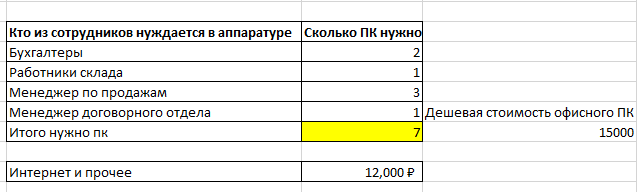 Кто из сотрудников нуждается в аппаратуре Сколько ПК нужно
Бухгалтеры 2
Работники склада 1
Менеджер по продажам 3
Менеджер договорного отдела 1 Дешевая стоимость офисного ПК
Итого нужно пк 7 15000
Интернет и прочее 12,000 ₽